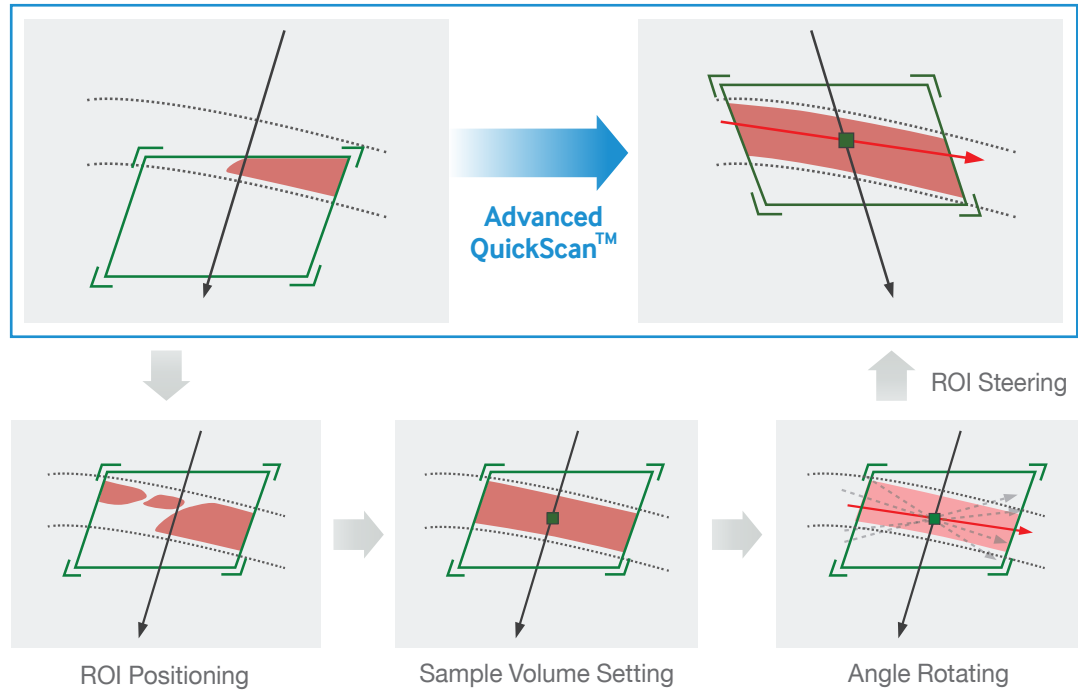 Advanced
QuickScan™
ROI Steering
ROI Positioning
Sample Volume Setting
Angle Rotating